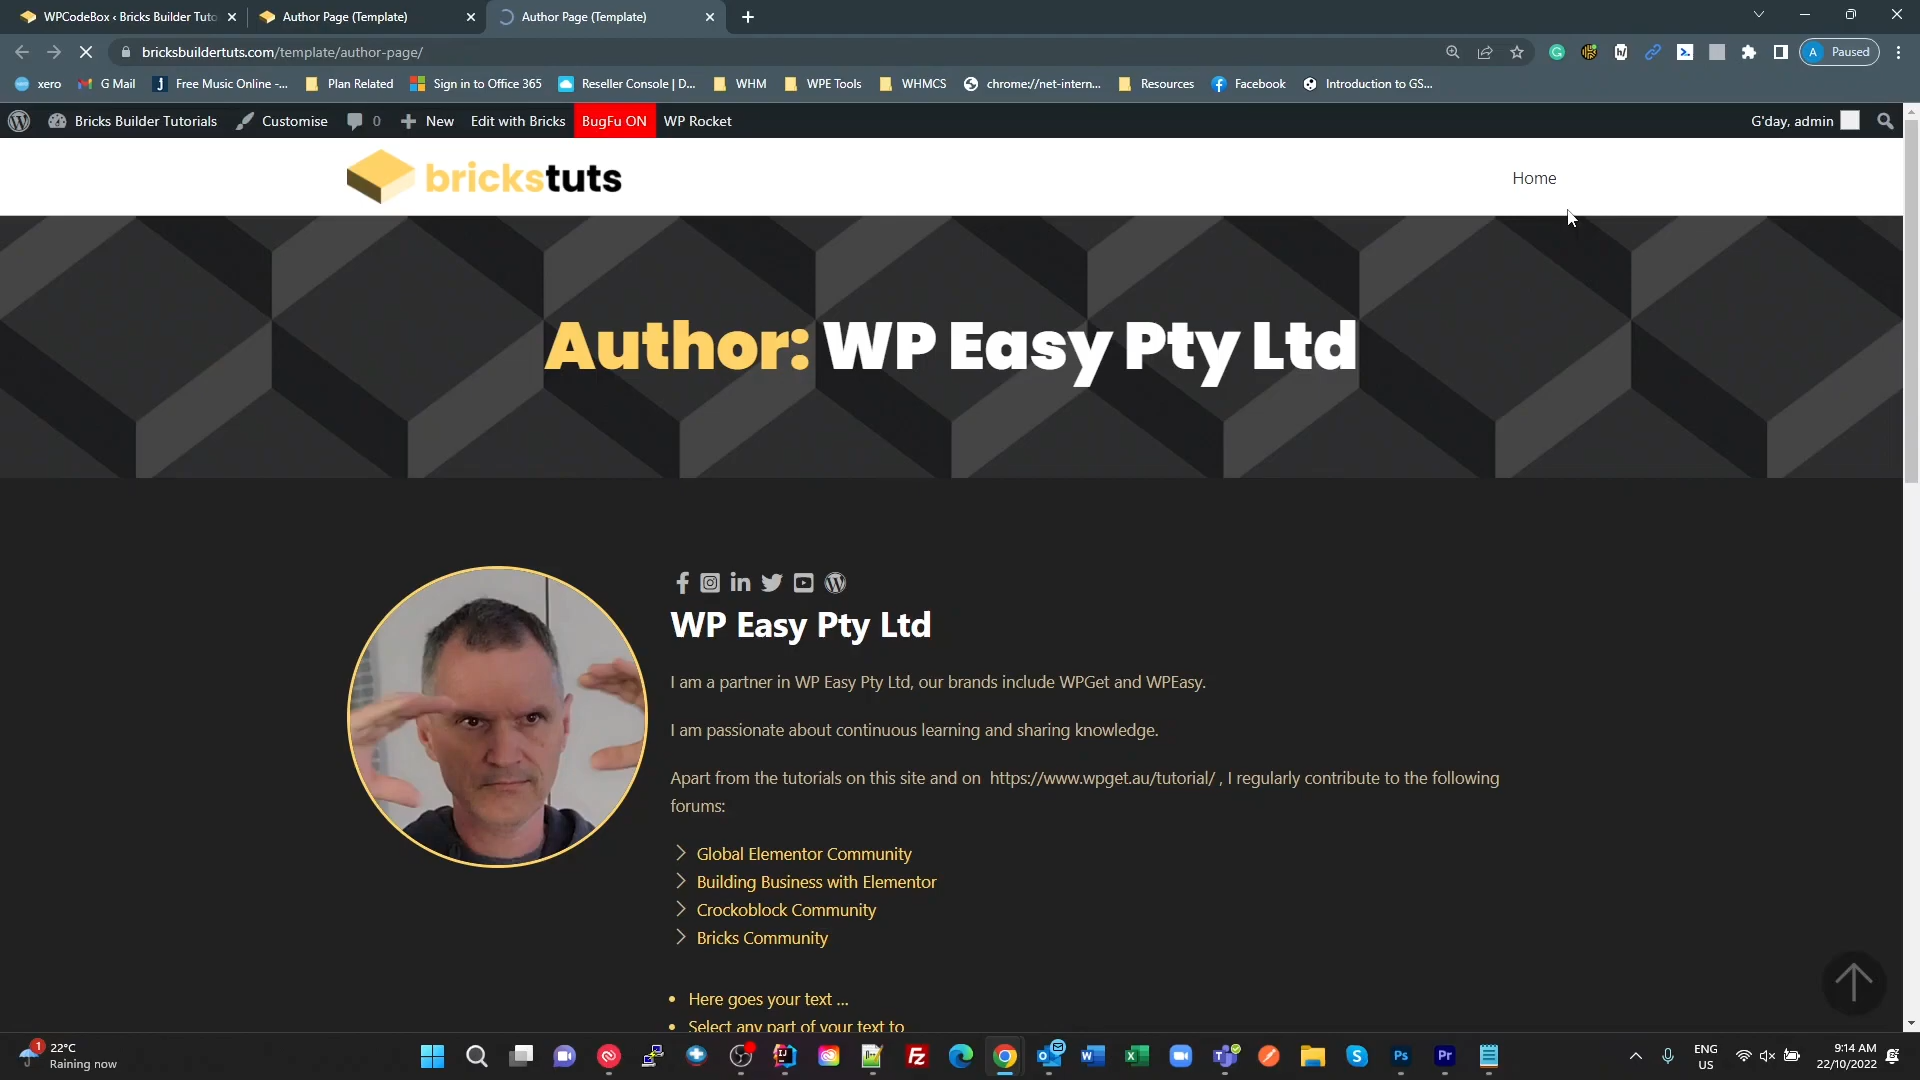 WPCodeBox ‹ Bricks Builder Tuto
Author Page (Template)
Author Page (Template)
bricksbuildertuts.com/template/author-page/
A Paused
xero
G Mail
Free Music Online -...
Plan Related
Sign in to Office 365
Reseller Console | D...
WHM
WPE Tools
WHMCS
chrome://net-intern...
Resources
Facebook
Introduction to GS...
Bricks Builder Tutorials
Customise
0
New
Edit with Bricks
BugFu ON
WP Rocket
G'day, admin
brickstuts
Home
Author: WP Easy Pty Ltd
WP Easy Pty Ltd
I am a partner in WP Easy Pty Ltd, our brands include WPGet and WPEasy.
I am passionate about continuous learning and sharing knowledge.
Apart from the tutorials on this site and on https://www.wpget.au/tutorial/ , I regularly contribute to the following
forums:
Global Elementor Community
Building Business with Elementor
Crockoblock Community
Bricks Community
Here goes your text ...
Select any part of your text to
1
22°C
Raining now
ENG
US
9:14 AM
22/10/2022